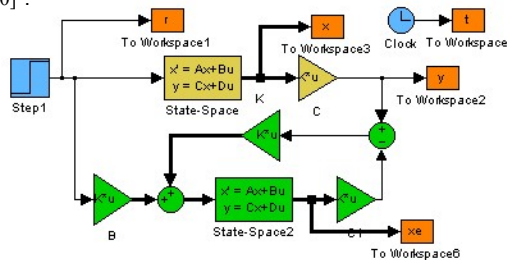 0] .
r
To Workspace1
x
To Workspace3
Clock
t
To Workspace
Step1
x' = Ax+Bu
y = Cx+Du
State-Space
K
K*u
C
y
To Workspace2
K*u
+
-
K*u
B
++
x' = Ax+Bu
y = Cx+Du
State-Space2
K*u
C1
xe
To Workspace6